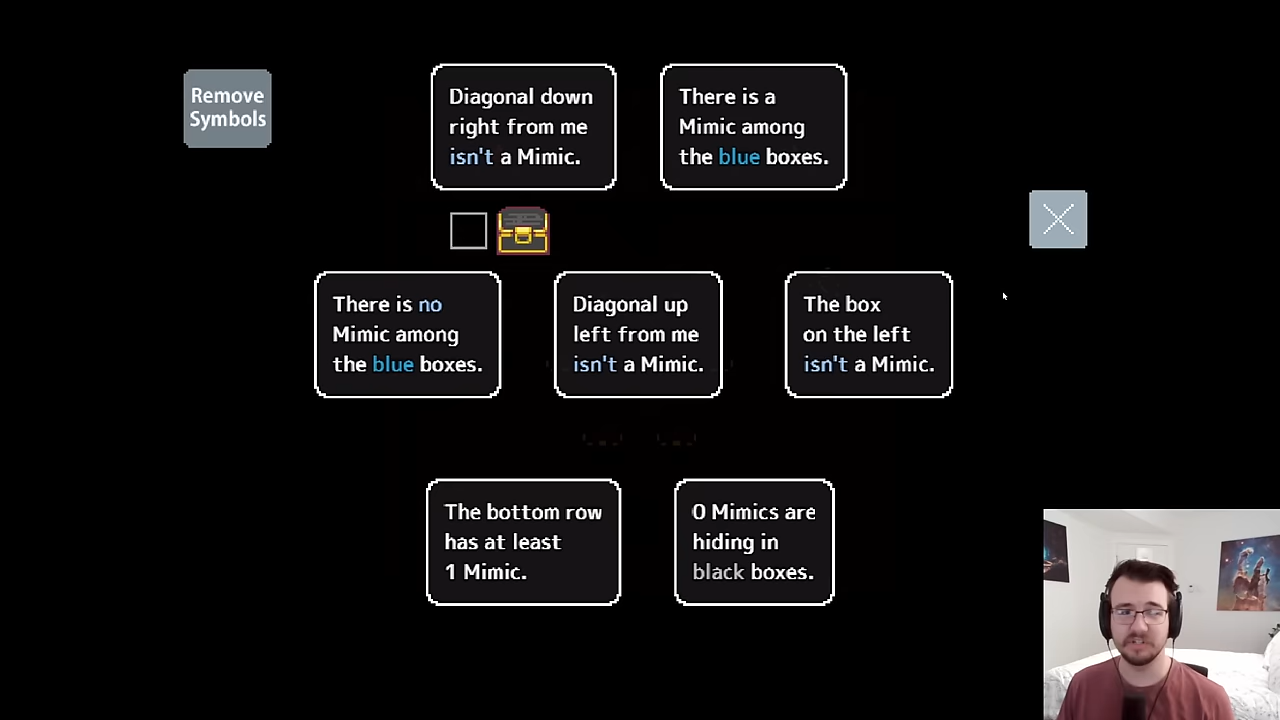 Remove
Symbols
Diagonal down
right from me
isn't a Mimic.
There is a
Mimic among
the blue boxes.
There is no
Mimic among
the blue boxes.
Diagonal up
left from me
isn't a Mimic.
The box
on the left
isn't a Mimic.
The bottom row
has at least
1 Mimic.
0 Mimics are
hiding in
black boxes.